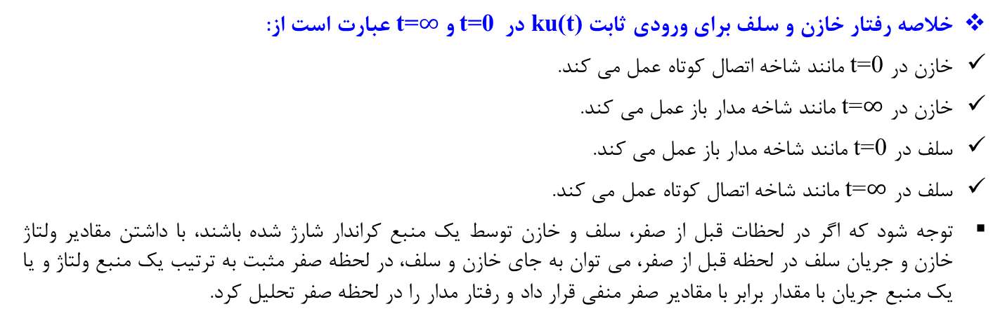 ❖ خلاصه رفتار خازن و سلف برای ورودی ثابت ku(t) در t=0 و t=∞ عبارت است از:
✓ خازن در t=0 مانند شاخه اتصال کوتاه عمل می کند.
✓ خازن در t=∞ مانند شاخه مدار باز عمل می کند.
✓ سلف در t=0 مانند شاخه مدار باز عمل می کند.
✓ سلف در t=∞ مانند شاخه اتصال کوتاه عمل می کند.
▪ توجه شود که اگر در لحظات قبل از صفر، سلف و خازن توسط یک منبع کراندار شارژ شده باشند، با داشتن مقادیر ولتاژ
خازن و جریان سلف در لحظه قبل از صفر، می توان به جای خازن و سلف، در لحظه صفر مثبت به ترتیب یک منبع ولتاژ و یا
یک منبع جریان با مقدار برابر با مقادیر صفر منفی قرار داد و رفتار مدار را در لحظه صفر تحلیل کرد.